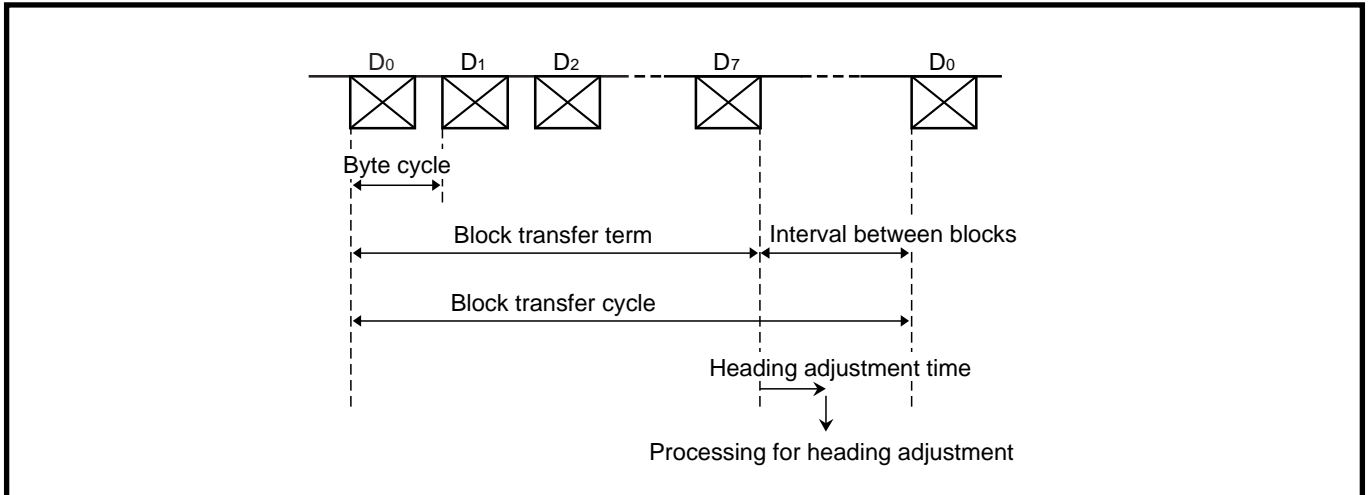 D0 D1 D2 D7 D0
Byte cycle
Block transfer term
Interval between blocks
Block transfer cycle
Heading adjustment time
Processing for heading adjustment